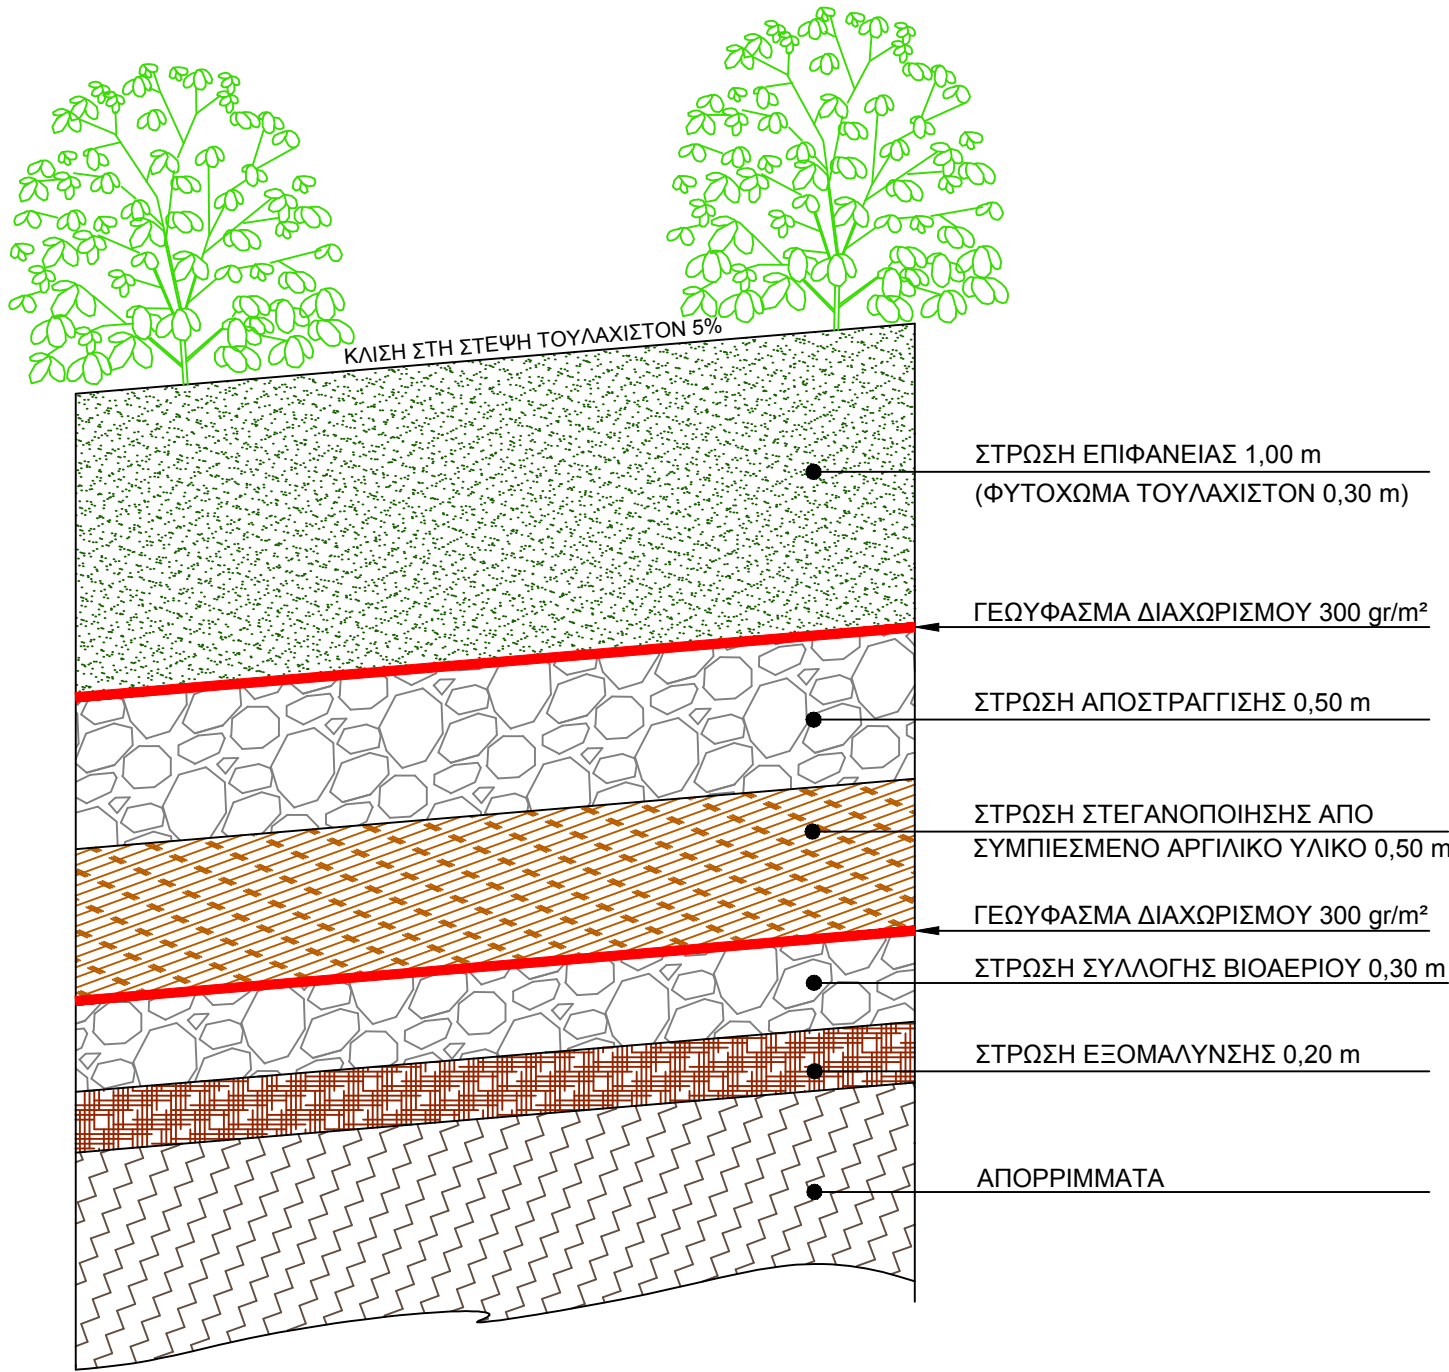 ΚΛΙΣΗ ΣΤΗ ΣΤΕΨΗ ΤΟΥΛΑΧΙΣΤΟΝ 5%
ΣΤΡΩΣΗ ΕΠΙΦΑΝΕΙΑΣ 1,00 m
(ΦΥΤΟΧΩΜΑ ΤΟΥΛΑΧΙΣΤΟΝ 0,30 m)
ΓΕΩΥΦΑΣΜΑ ΔΙΑΧΩΡΙΣΜΟΥ 300 gr/m²
ΣΤΡΩΣΗ ΑΠΟΣΤΡΑΓΓΙΣΗΣ 0,50 m
ΣΤΡΩΣΗ ΣΤΕΓΑΝΟΠΟΙΗΣΗΣ ΑΠΟ
ΣΥΜΠΙΕΣΜΕΝΟ ΑΡΓΙΛΙΚΟ ΥΛΙΚΟ 0,50 m
ΓΕΩΥΦΑΣΜΑ ΔΙΑΧΩΡΙΣΜΟΥ 300 gr/m²
ΣΤΡΩΣΗ ΣΥΛΛΟΓΗΣ ΒΙΟΑΕΡΙΟΥ 0,30 m
ΣΤΡΩΣΗ ΕΞΟΜΑΛΥΝΣΗΣ 0,20 m
ΑΠΟΡΡΙΜΜΑΤΑ